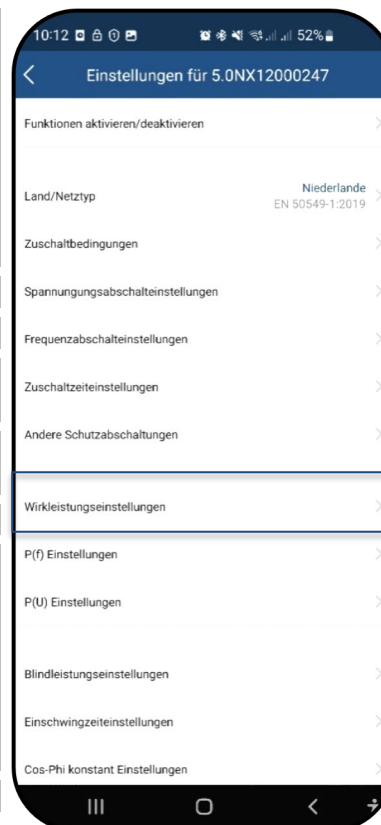 10:12 52%
Einstellungen für 5.0NX12000247
Funktionen aktivieren/deaktivieren
Land/Netztyp Niederlande
EN 50549-1:2019
Zuschaltbedingungen
Spannungungsabschalteinstellungen
Frequenzabschalteinstellungen
Zuschaltzeiteinstellungen
Andere Schutzabschaltungen
Wirkleistungseinstellungen
P(f) Einstellungen
P(U) Einstellungen
Blindleistungseinstellungen
Einschwingzeiteinstellungen
Cos-Phi konstant Einstellungen